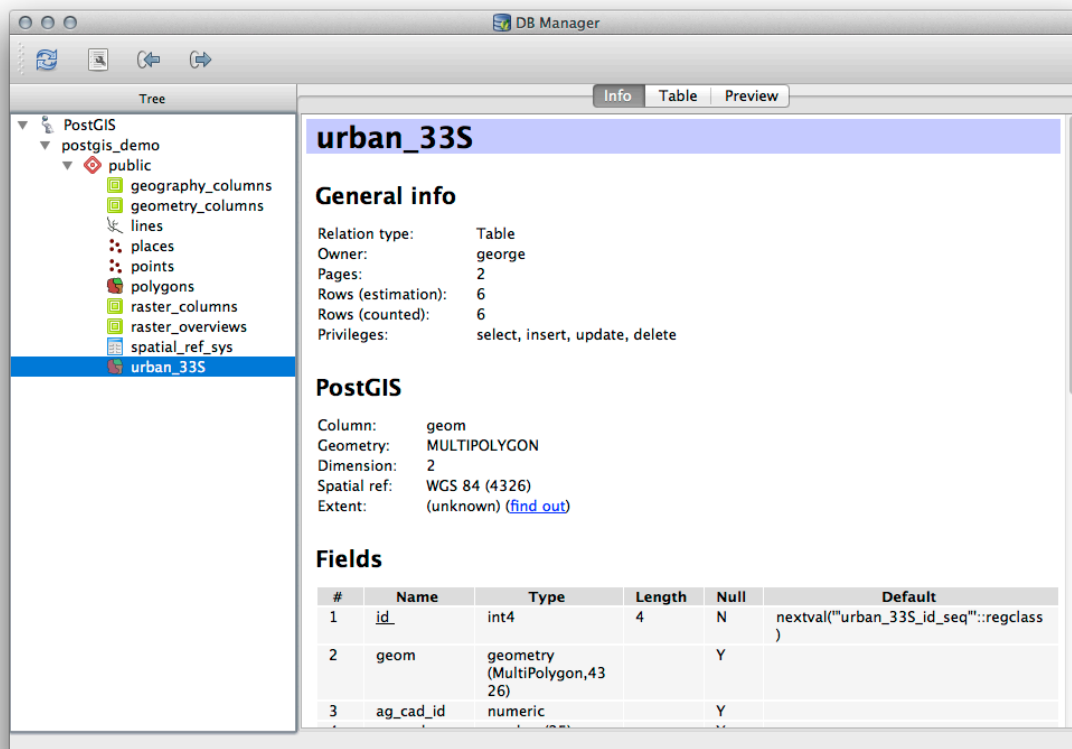 DB Manager
Tree
Info Table Preview
PostGIS
postgis_demo
public
geography_columns
geometry_columns
lines
places
points
polygons
raster_columns
raster_overviews
spatial_ref_sys
urban_33S
urban_33S
General info
Relation type: Table
Owner: george
Pages: 2
Rows (estimation): 6
Rows (counted): 6
Privileges: select, insert, update, delete
PostGIS
Column: geom
Geometry: MULTIPOLYGON
Dimension: 2
Spatial ref: WGS 84 (4326)
Extent: (unknown) (find out)
Fields
# Name Type Length Null Default
1 id int4 4 N nextval('"urban_33S_id_seq"'::regclass
)
2 geom geometry Y
(MultiPolygon,43
26)
3 ag_cad_id numeric Y